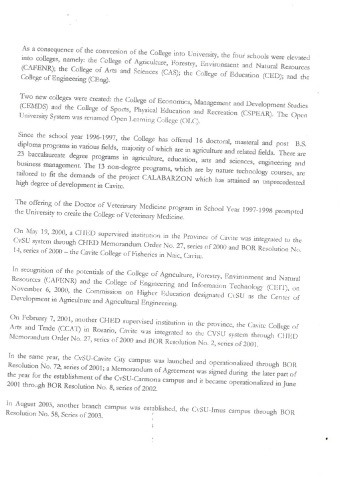 As a consequence of the conversion of the College into University, the four schools were elevated
into colleges, namely: the College of Agriculture, Forestry, Environment and Natural Resources
(CAFENR); the College of Arts and Sciences (CAS); the College of Education (CED); and the
College of Engineering (CEng).
Two new colleges were created: the College of Economics, Management and Development Studies
(CEMDS) and the College of Sports, Physical Education and Recreation (CSPEAR). The Open
University System was renamed Open Learning College (OLC).
Since the school year 1996-1997, the College has offered 16 doctoral, masteral and post B.S.
diploma programs in various fields, majority of which are in agriculture and related fields. There are
23 baccalaureate degree programs in agriculture, education, arts and sciences, engineering and
business management. The 13 non-degree programs, which are by nature technology courses, are
tailored to fit the demands of the project CALABARZON which has attained so unprecedented
high degree of development in Cavite.
The offering of the Doctor of Veterinary Medicine program in School Year 1997-1998 prompted
the University to create the College of Veterinary Medicine
On May 19, 2000, a CHED supervised institution in the Province of Cavite was integrated to the
CvSU system through CHED Memorandum Order No. 27, series of 2000 and BOR Resolution No.
14, series of 2000 – the Cavite College of Fisheries in Naic, Cavite.
In recognition of the potentials of the College of Agriculture, Forestry, Environment and Natural
Resources (CAFENR) and the College of Engineering and Information Technology (CEIT), on
November 6, 2000, the Commission on Higher Education designated CvSU as the Center of
Development in Agriculture and Agricultural Engineering.
On February 7, 2001, another CHED supervised institution in the province, the Cavite College of
Arts and Trade (CCAT) in Rosario, Cavite was integrated to the CVSU system through CHED
Memorandum Order No. 27, series of 2000 and BOR Resolution No. 2, series of 2001.
In the same year, the CvSU-Cavite City campus was launched and operationalized through BOR
Resolution No. 72; series of 2001; a Memorandum of Agreement was signed during the later part of
the year for the establishment of the CvSU-Carmona campus and it became operationalized in June
2001 through BOR Resolution No. 8, series of 2002.
In August 2003, another branch campus was established, the CvSU-Imus campus through BOR
Resolution No. 58, Series of 2003.